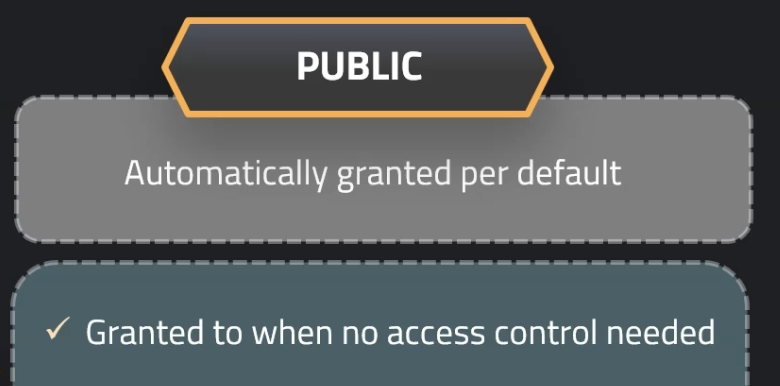 PUBLIC
Automatically granted per default
✓ Granted to when no access control needed